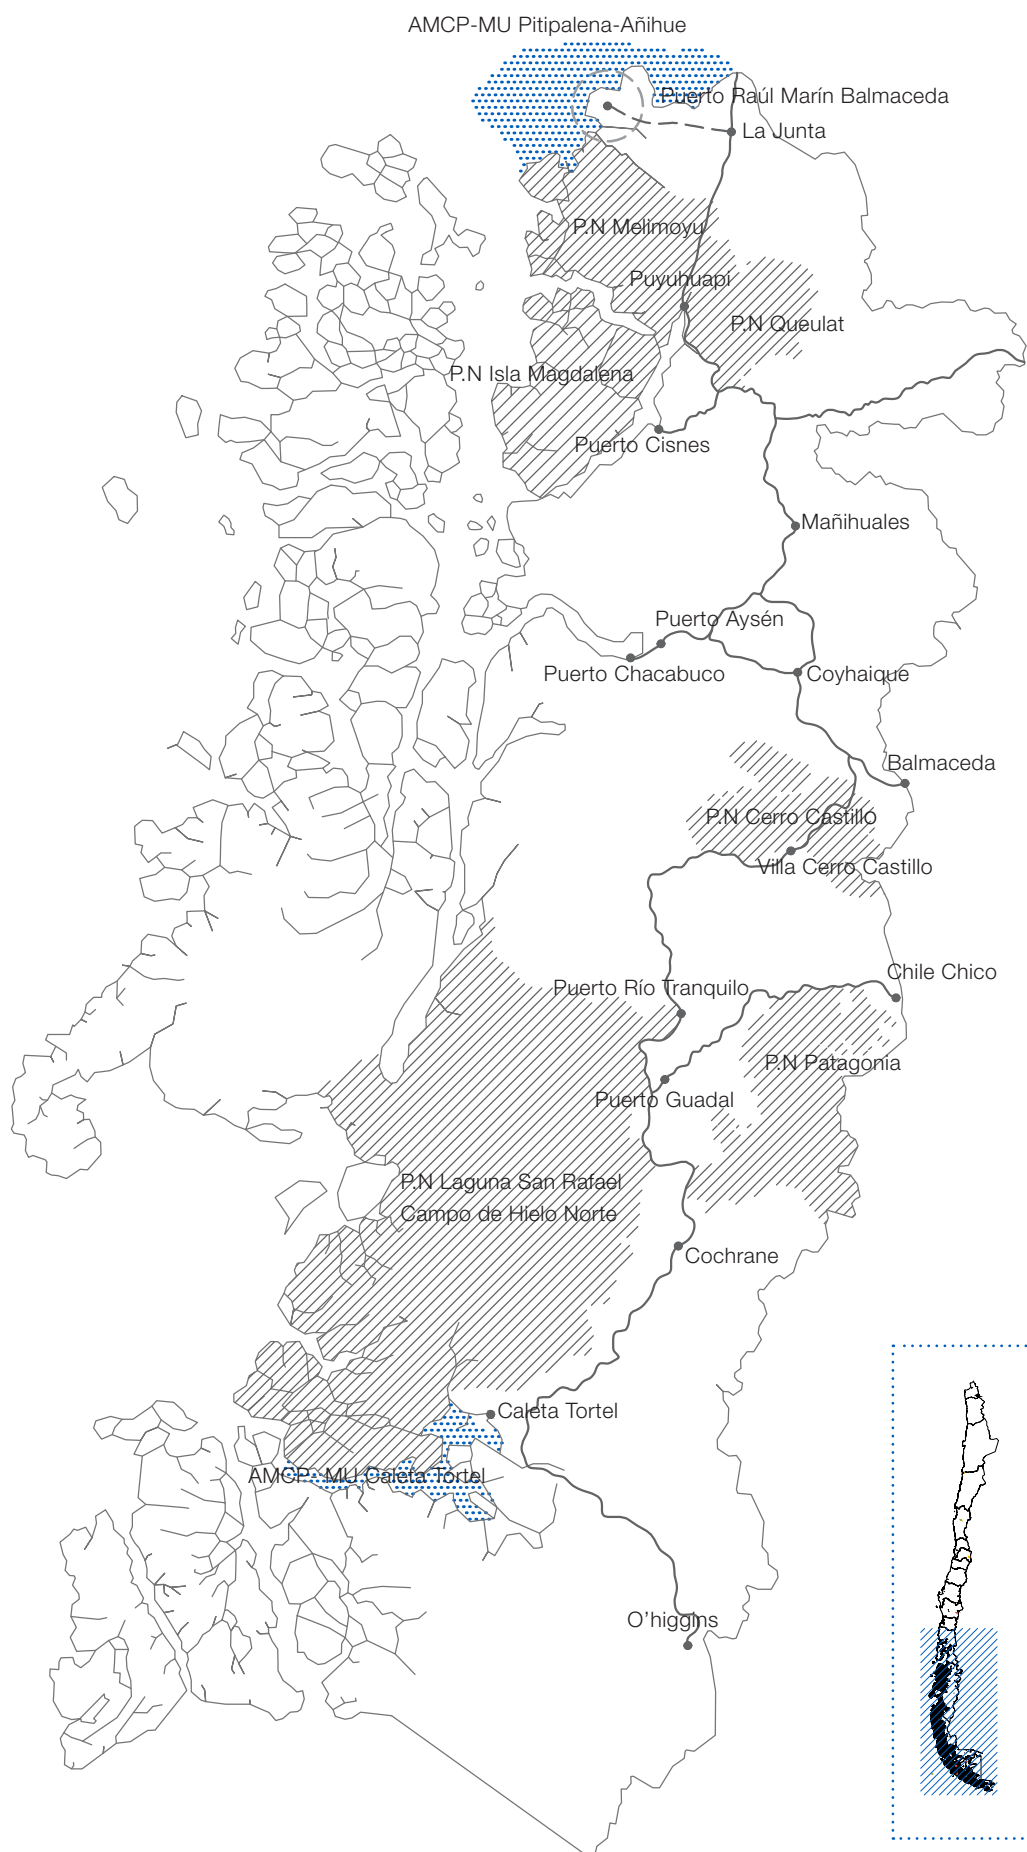 AMCP-MU Pitipalena-Añihue
Puerto Raúl Marín Balmaceda
La Junta
P.N Melimoyu
Puyuhuapi
P.N Queulat
P.N Isla Magdalena
Puerto Cisnes
Mañihuales
Puerto Aysén
Puerto Chacabuco
Coyhaique
Balmaceda
P.N Cerro Castillo
Villa Cerro Castillo
Chile Chico
Puerto Río Tranquilo
P.N Patagonia
Puerto Guadal
P.N Laguna San Rafael
Campo de Hielo Norte
Cochrane
Caleta Tortel
AMCP - MU Caleta Tortel
O'higgins